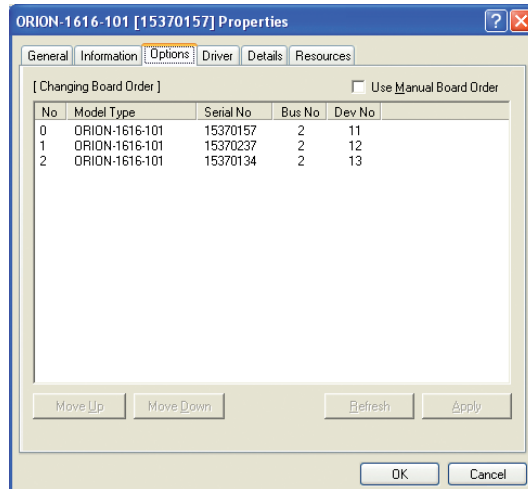 ORION-1616-101 [15370157] Properties
General Information Options Driver Details Resources
[ Changing Board Order ] Use Manual Board Order
No Model Type Serial No Bus No Dev No
0 ORION-1616-101 15370157 2 11
1 ORION-1616-101 15370237 2 12
2 ORION-1616-101 15370134 2 13
Move Up Move Down Refresh Apply
OK Cancel